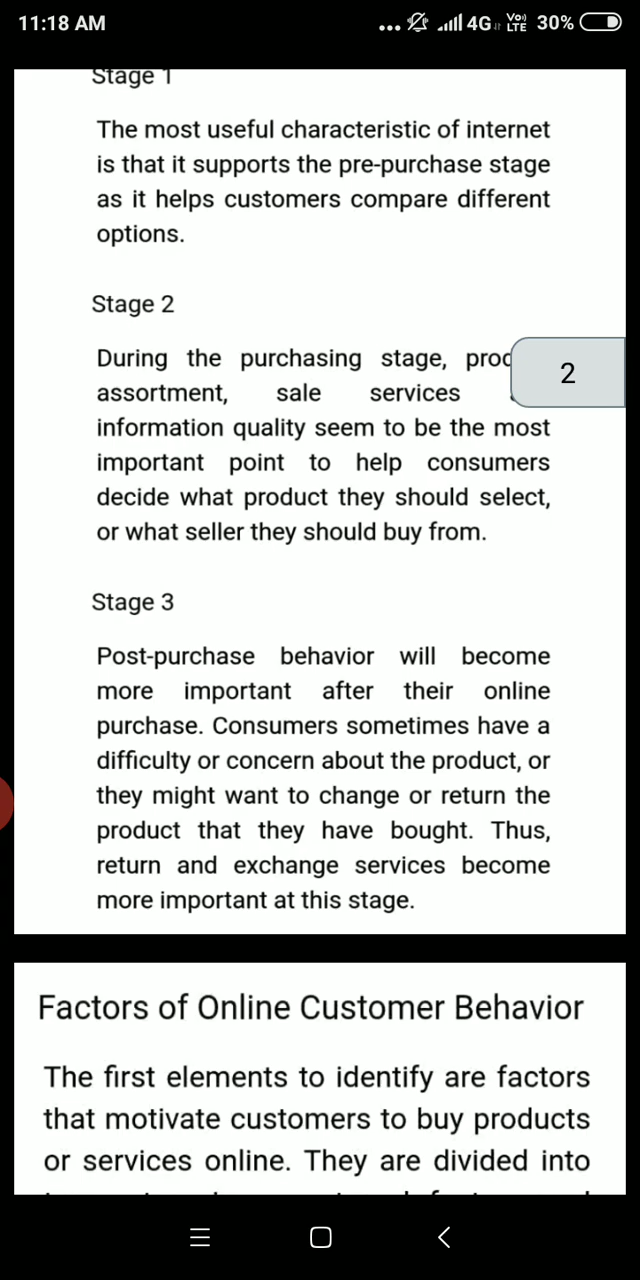 11:18 AM
4G
Vo))
LTE
30%
Stage 1
The most useful characteristic of internet
is that it supports the pre-purchase stage
as it helps customers compare different
options.
Stage 2
During the purchasing stage,
2
assortment, sale services
information quality seem to be the most
important point to help consumers
decide what product they should select,
or what seller they should buy from.
Stage 3
Post-purchase behavior will become
more important after their online
purchase. Consumers sometimes have a
difficulty or concern about the product, or
they might want to change or return the
product that they have bought. Thus,
return and exchange services become
more important at this stage.
Factors of Online Customer Behavior
The first elements to identify are factors
that motivate customers to buy products
or services online. They are divided into